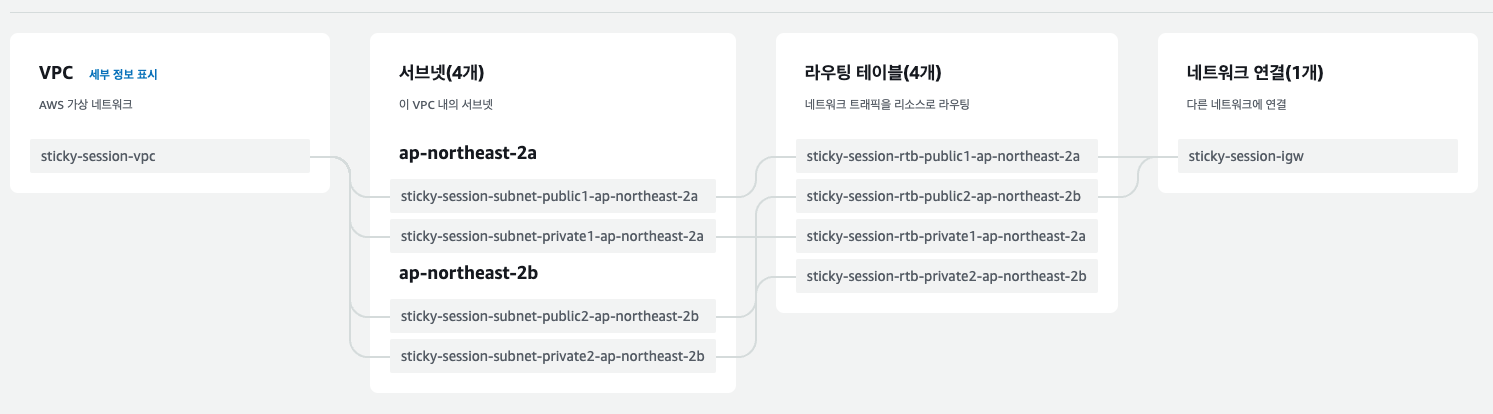 VPC 세부 정보 표시
AWS 가상 네트워크
sticky-session-vpc
서브넷(4개)
이 VPC 내의 서브넷
ap-northeast-2a
sticky-session-subnet-public1-ap-northeast-2a
sticky-session-subnet-private1-ap-northeast-2a
ap-northeast-2b
sticky-session-subnet-public2-ap-northeast-2b
sticky-session-subnet-private2-ap-northeast-2b
라우팅 테이블(4개)
네트워크 트래픽을 리소스로 라우팅
sticky-session-rtb-public1-ap-northeast-2a
sticky-session-rtb-public2-ap-northeast-2b
sticky-session-rtb-private1-ap-northeast-2a
sticky-session-rtb-private2-ap-northeast-2b
네트워크 연결(1개)
다른 네트워크에 연결
sticky-session-igw